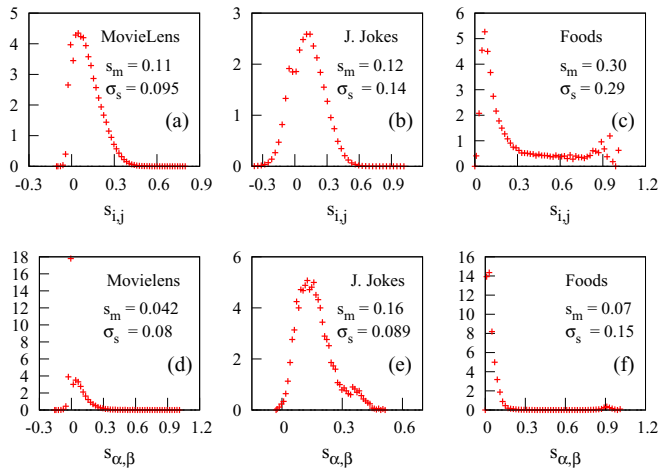 5
4
3
2
1
0
-0.3 0 0.3 0.6 0.9
MovieLens
s_m = 0.11
σ_s = 0.095
(a)
s_i,j
3
2
1
0
-0.3 0 0.3 0.6 0.9 1.2
J. Jokes
s_m = 0.12
σ_s = 0.14
(b)
s_i,j
6
5
4
3
2
1
0
0 0.3 0.6 0.9 1.2
Foods
s_m = 0.30
σ_s = 0.29
(c)
s_i,j
18
16
14
12
10
8
6
4
2
0
-0.3 0 0.3 0.6 0.9 1.2
Movielens
s_m = 0.042
σ_s = 0.08
(d)
s_α,β
6
4
2
0
0 0.3 0.6
J. Jokes
s_m = 0.16
σ_s = 0.089
(e)
s_α,β
16
14
12
10
8
6
4
2
0
0 0.3 0.6 0.9 1.2
Foods
s_m = 0.07
σ_s = 0.15
(f)
s_α,β